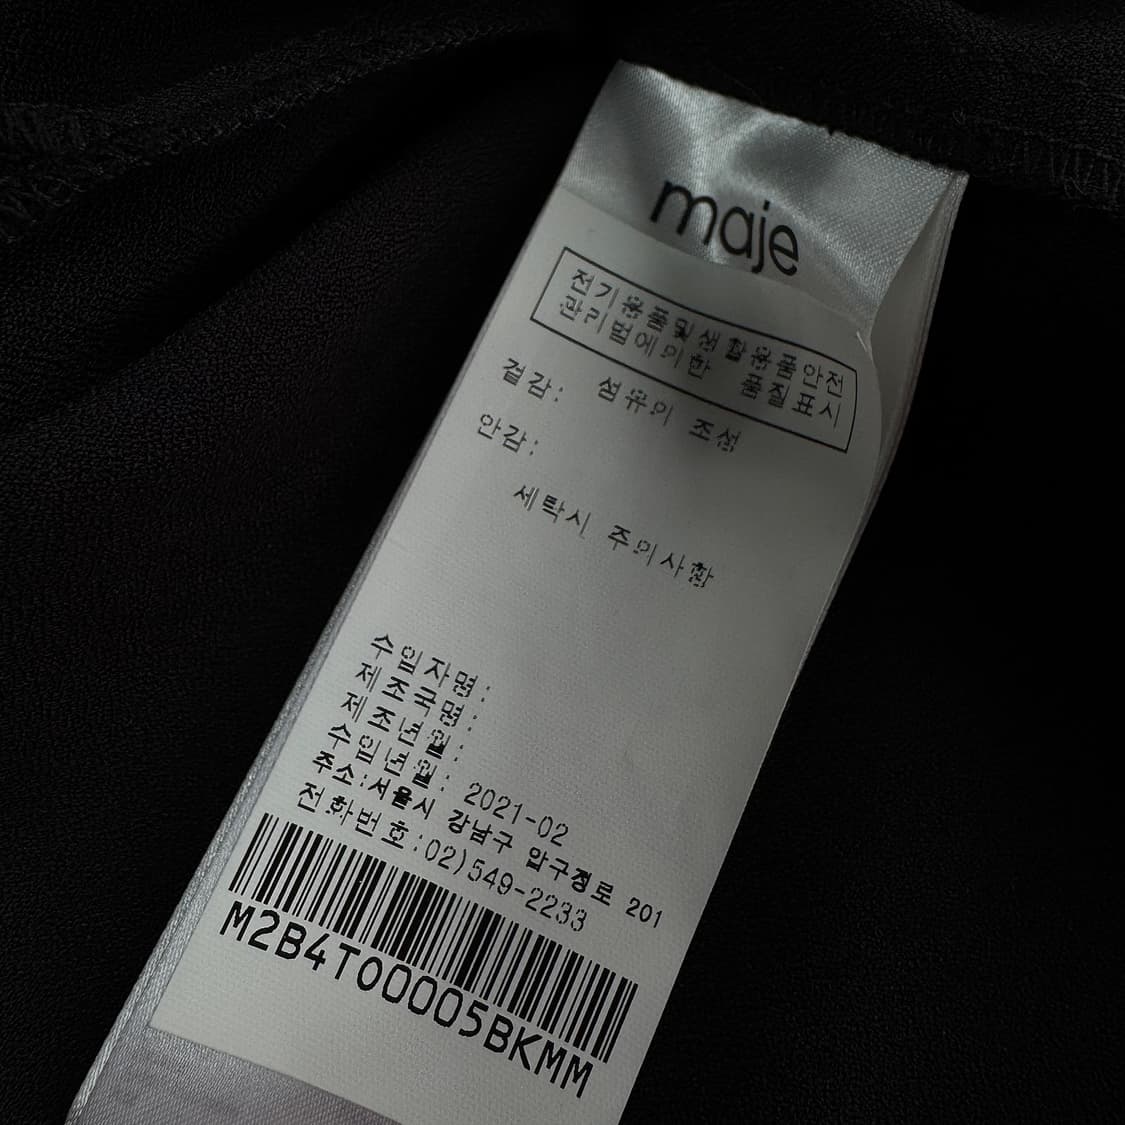 maje
전기용품및생활용품안전
관리법에의한 품질표시
겉감: 섬유의 조성
안감:
세탁시 주의사항
수입자명:
제조국명:
제조년월:
수입년월: 2021-02
주소:서울시 강남구 압구정로 201
전화번호:02)549-2233
M2B4T00005BKMM